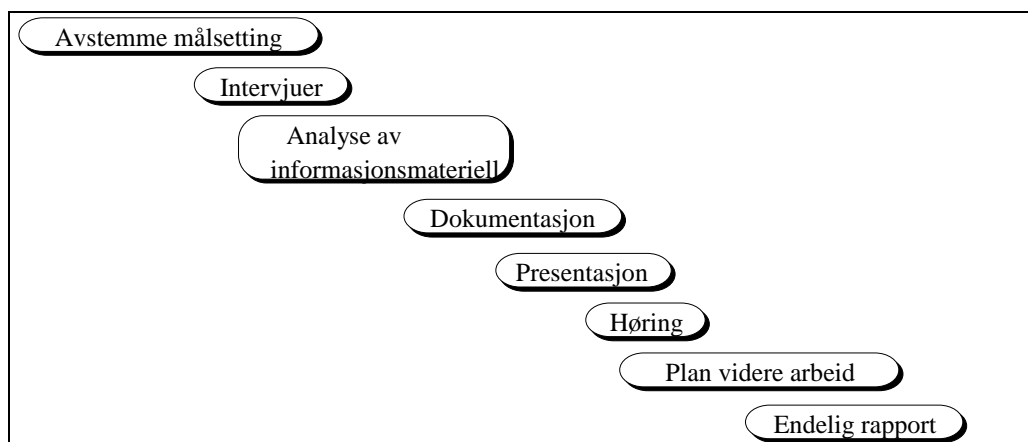 Avstemme målsetting
Intervjuer
Analyse av
informasjonsmateriell
Dokumentasjon
Presentasjon
Høring
Plan videre arbeid
Endelig rapport